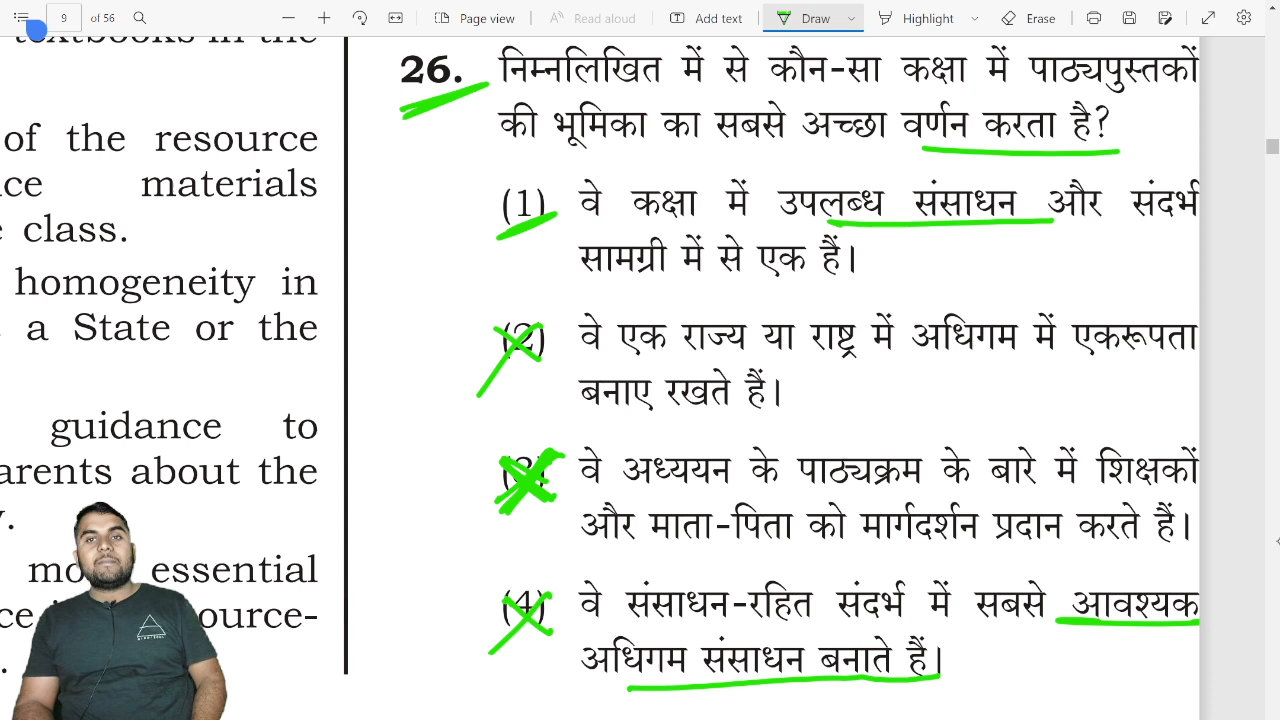 9 of 56 Page view Read aloud Add text Draw Highlight Erase
textbooks in the
of the resource
materials
class.
homogeneity in
a State or the
guidance to
about the
essential
26. निम्नलिखित में से कौन-सा कक्षा में पाठ्यपुस्तकों
की भूमिका का सबसे अच्छा वर्णन करता है?
(1) वे कक्षा में उपलब्ध संसाधन और संदर्भ
सामग्री में से एक हैं।
(2) वे एक राज्य या राष्ट्र में अधिगम में एकरूपता
बनाए रखते हैं।
(3) वे अध्ययन के पाठ्यक्रम के बारे में शिक्षकों
और माता-पिता को मार्गदर्शन प्रदान करते हैं।
(4) वे संसाधन-रहित संदर्भ में सबसे आवश्यक
अधिगम संसाधन बनाते हैं।